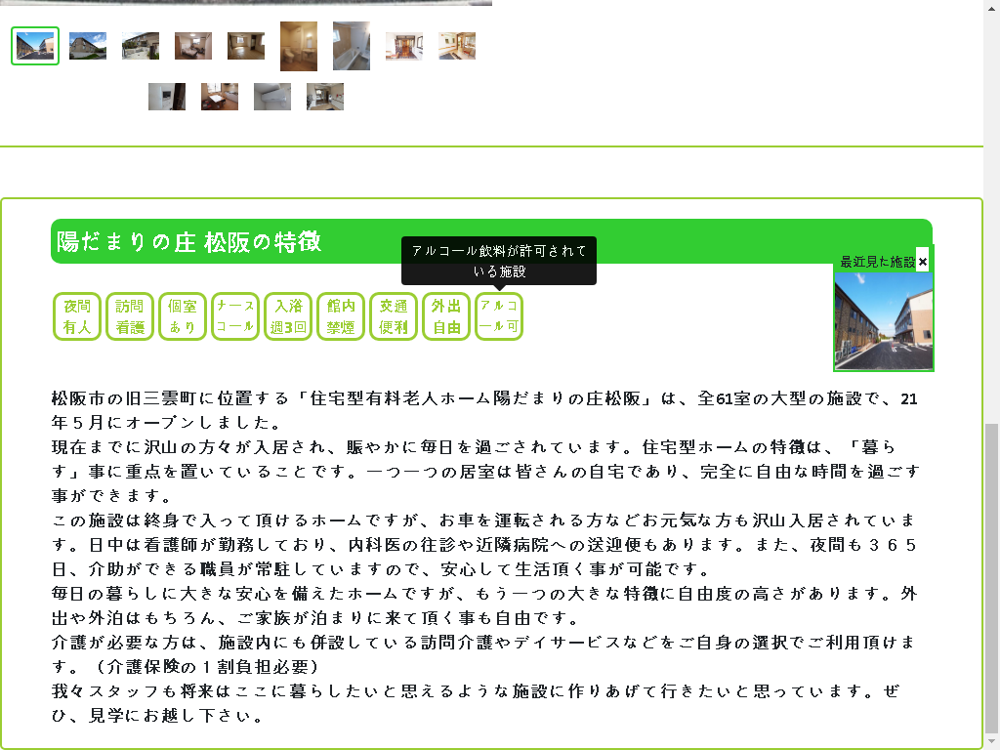 陽だまりの庄 松阪の特徴
アルコール飲料が許可されて
いる施設
最近見た施設×
夜間
有人
訪問
看護
個室
あり
ナース
コール
入浴
週3回
館内
禁煙
交通
便利
外出
自由
アルコ
ール可
松阪市の旧三雲町に位置する「住宅型有料老人ホーム陽だまりの庄松阪」は、全61室の大型の施設で、21
年５月にオープンしました。
現在までに沢山の方々が入居され、賑やかに毎日を過ごされています。住宅型ホームの特徴は、「暮ら
す」事に重点を置いていることです。一つ一つの居室は皆さんの自宅であり、完全に自由な時間を過ごす
事ができます。
この施設は終身で入って頂けるホームですが、お車を運転される方などお元気な方も沢山入居されていま
す。日中は看護師が勤務しており、内科医の往診や近隣病院への送迎便もあります。また、夜間も３６５
日、介助ができる職員が常駐していますので、安心して生活頂く事が可能です。
毎日の暮らしに大きな安心を備えたホームですが、もう一つの大きな特徴に自由度の高さがあります。外
出や外泊はもちろん、ご家族が泊まりに来て頂く事も自由です。
介護が必要な方は、施設内にも併設している訪問介護やデイサービスなどをご自身の選択でご利用頂けま
す。（介護保険の１割負担必要）
我々スタッフも将来はここに暮らしたいと思えるような施設に作りあげて行きたいと思っています。ぜ
ひ、見学にお越し下さい。